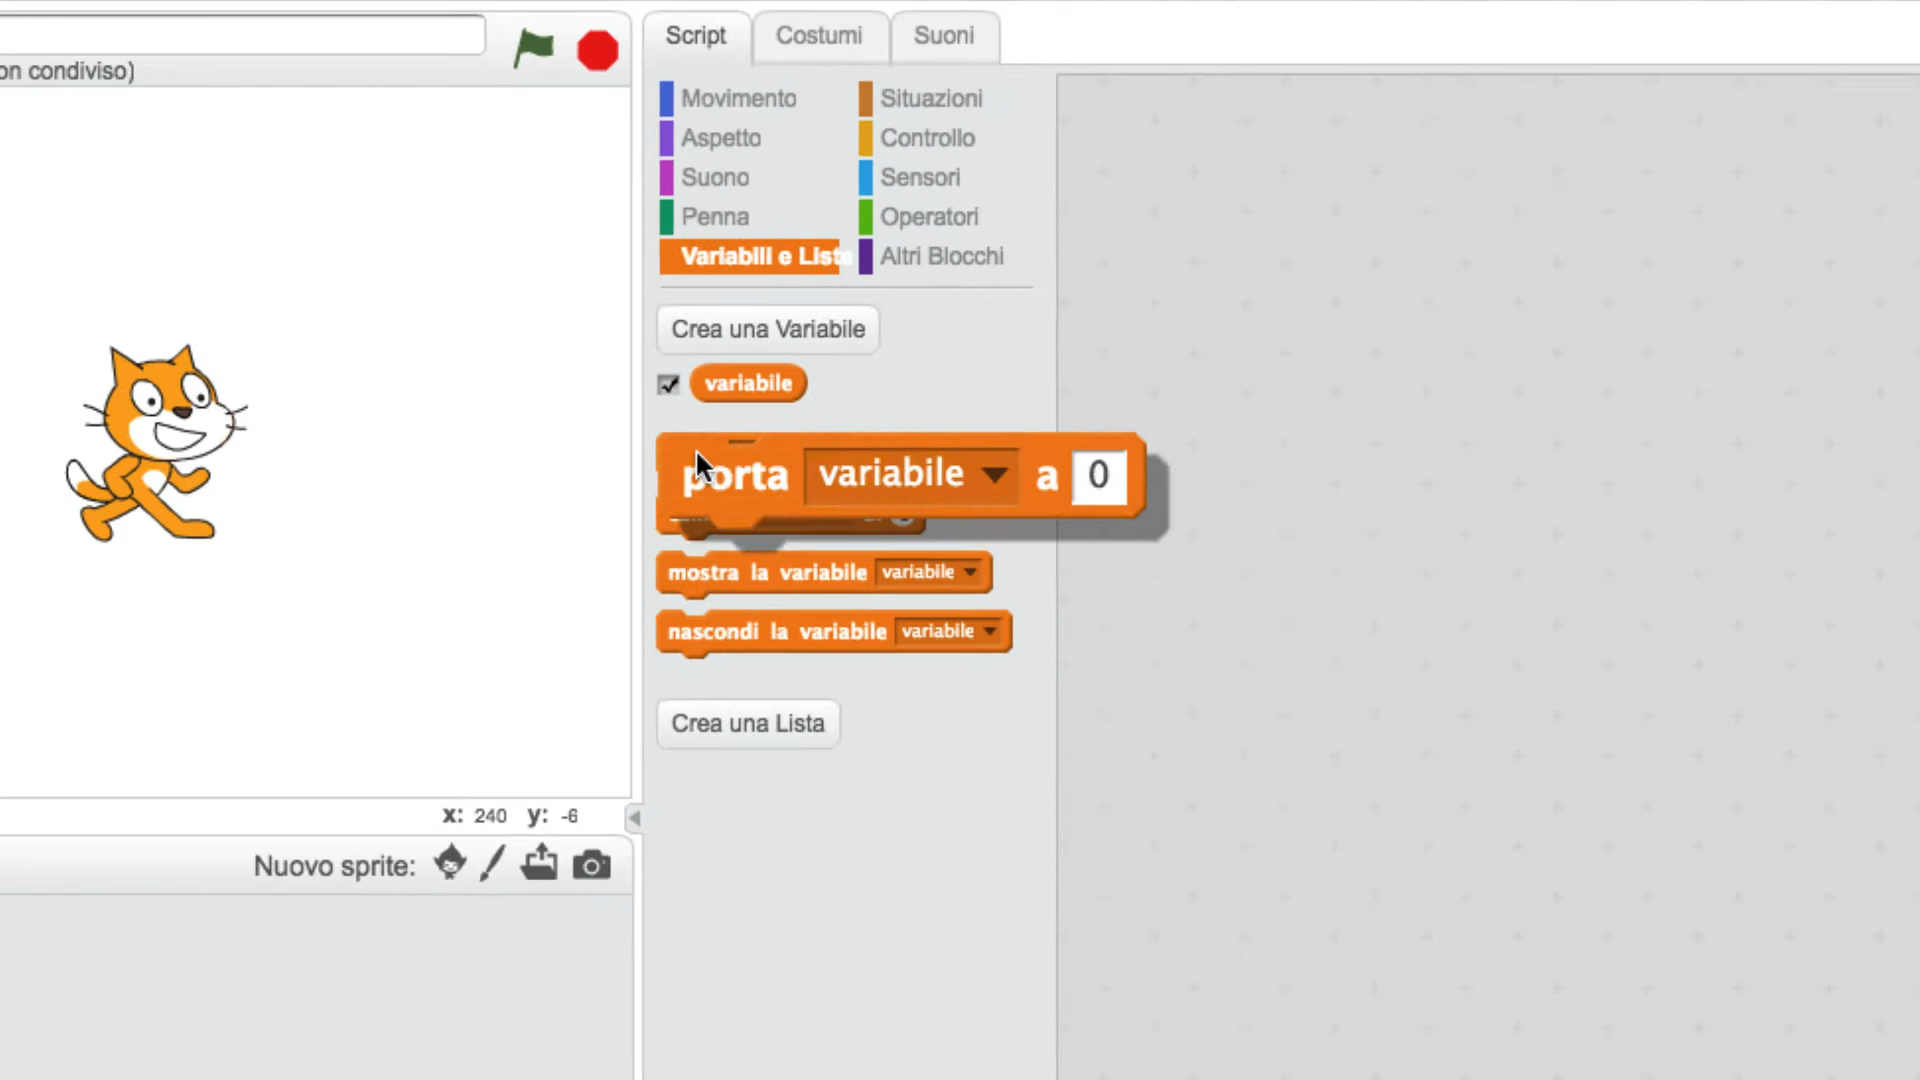 Script Costumi Suoni
on condiviso)
Movimento Situazioni
Aspetto Controllo
Suono Sensori
Penna Operatori
Variabili e Liste Altri Blocchi
Crea una Variabile
variabile
porta variabile a 0
mostra la variabile variabile
nascondi la variabile variabile
Crea una Lista
x: 240 y: -6
Nuovo sprite: